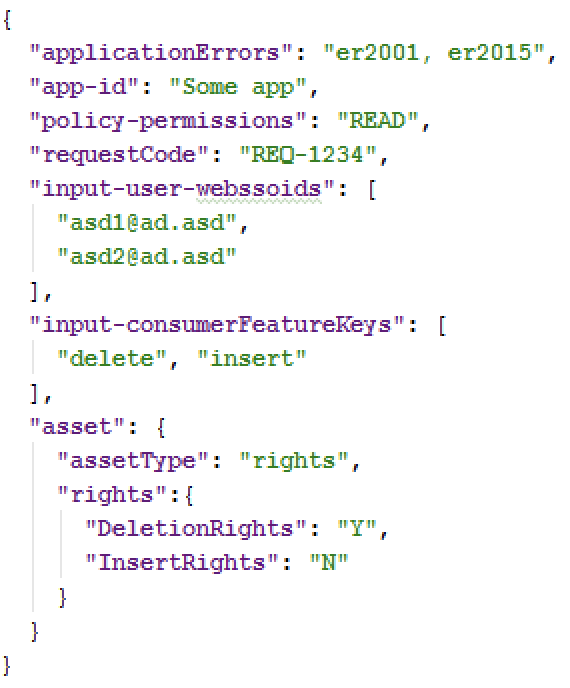 {
"applicationErrors": "er2001, er2015",
"app-id": "Some app",
"policy-permissions": "READ",
"requestCode": "REQ-1234",
"input-user-webssoids": [
"asd1@ad.asd",
"asd2@ad.asd"
],
"input-consumerFeatureKeys": [
"delete", "insert"
],
"asset": {
"assetType": "rights",
"rights":{
"DeletionRights": "Y",
"InsertRights": "N"
}
}
}